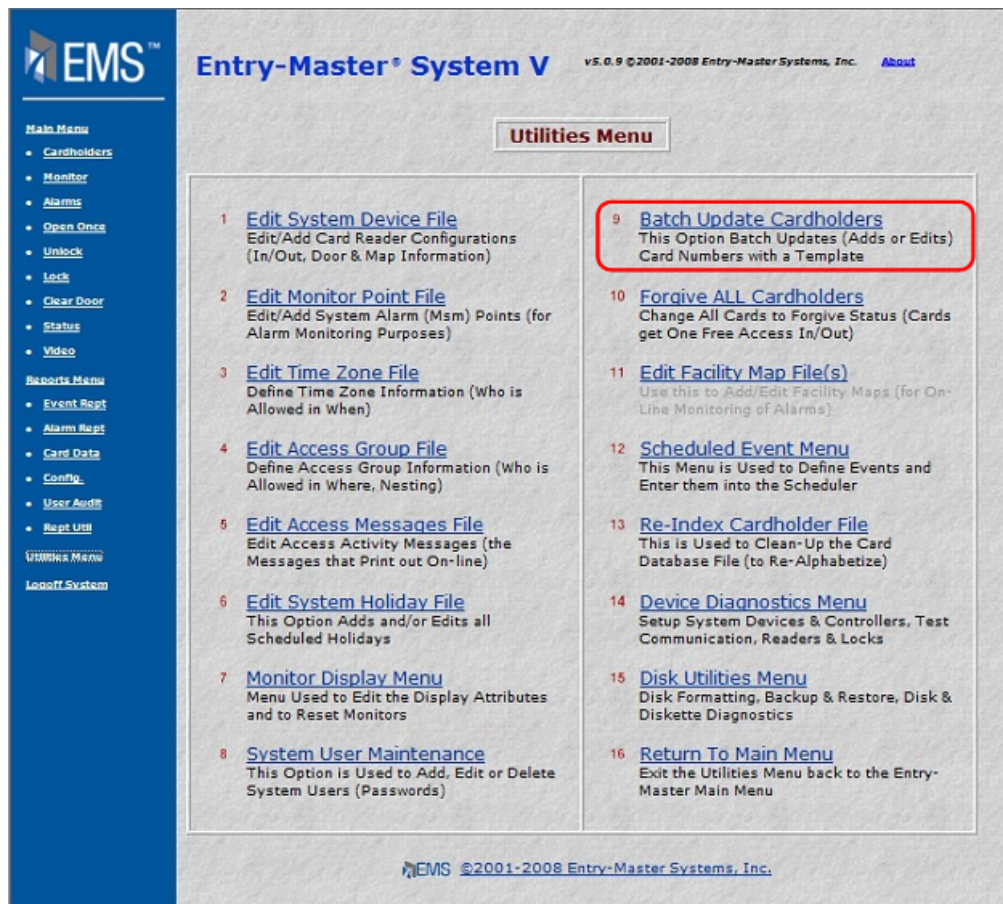 EMS™
Entry-Master® System V
v5.0.9 ©2001-2008 Entry-Master Systems, Inc. About
Main Menu
Cardholders
Monitor
Alarms
Open Once
Unlock
Lock
Clear Door
Status
Video
Reports Menu
Event Rept
Alarm Rept
Card Data
Config.
User Audit
Rept Util
Utilities Menu
Logoff System
Utilities Menu
1 Edit System Device File
Edit/Add Card Reader Configurations
(In/Out, Door & Map Information)
2 Edit Monitor Point File
Edit/Add System Alarm (Msm) Points (for
Alarm Monitoring Purposes)
3 Edit Time Zone File
Define Time Zone Information (Who is
Allowed in When)
4 Edit Access Group File
Define Access Group Information (Who is
Allowed in Where, Nesting)
5 Edit Access Messages File
Edit Access Activity Messages (the
Messages that Print out On-line)
6 Edit System Holiday File
This Option Adds and/or Edits all
Scheduled Holidays
7 Monitor Display Menu
Menu Used to Edit the Display Attributes
and to Reset Monitors
8 System User Maintenance
This Option is Used to Add, Edit or Delete
System Users (Passwords)
9 Batch Update Cardholders
This Option Batch Updates (Adds or Edits)
Card Numbers with a Template
10 Forgive ALL Cardholders
Change All Cards to Forgive Status (Cards
get One Free Access In/Out)
11 Edit Facility Map File(s)
Use this to Add/Edit Facility Maps (for On-
Line Monitoring of Alarms)
12 Scheduled Event Menu
This Menu is Used to Define Events and
Enter them into the Scheduler
13 Re-Index Cardholder File
This is Used to Clean-Up the Card
Database File (to Re-Alphabetize)
14 Device Diagnostics Menu
Setup System Devices & Controllers, Test
Communication, Readers & Locks
15 Disk Utilities Menu
Disk Formatting, Backup & Restore, Disk &
Diskette Diagnostics
16 Return To Main Menu
Exit the Utilities Menu back to the Entry-
Master Main Menu
EMS ©2001-2008 Entry-Master Systems, Inc.